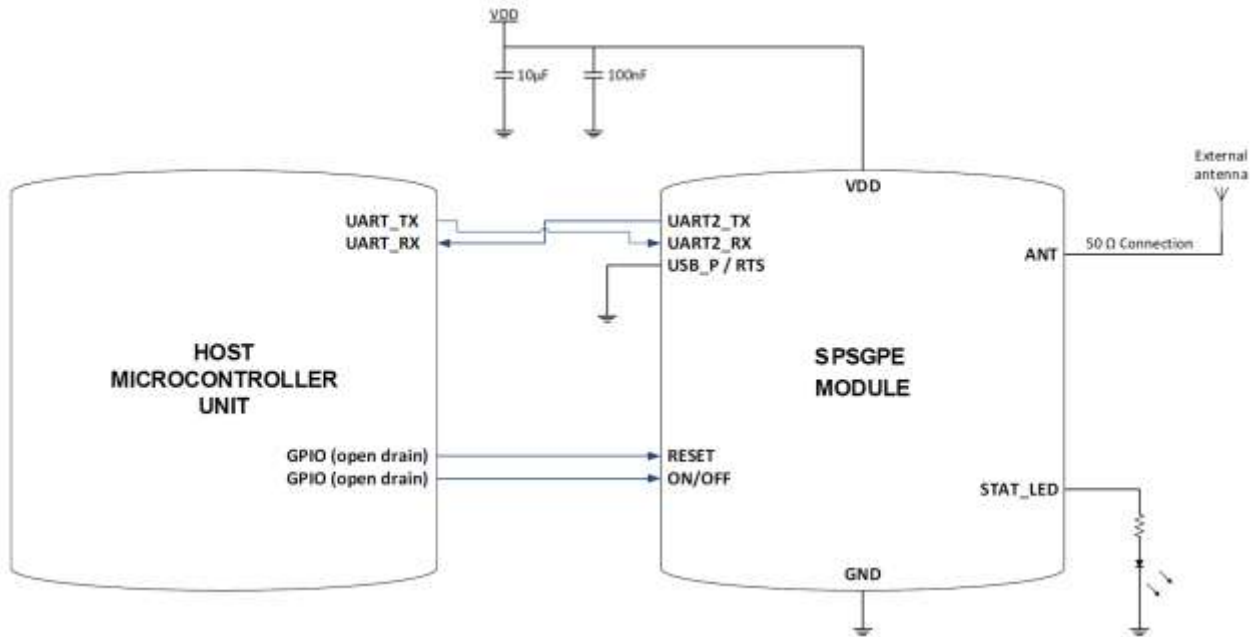 VDD
10µF
100nF
External
antenna
VDD
UART_TX
UART_RX
UART2_TX
UART2_RX
USB_P / RTS
50 Ω Connection
ANT
HOST
MICROCONTROLLER
UNIT
SPSGPE
MODULE
GPIO (open drain)
GPIO (open drain)
RESET
ON/OFF
STAT_LED
GND